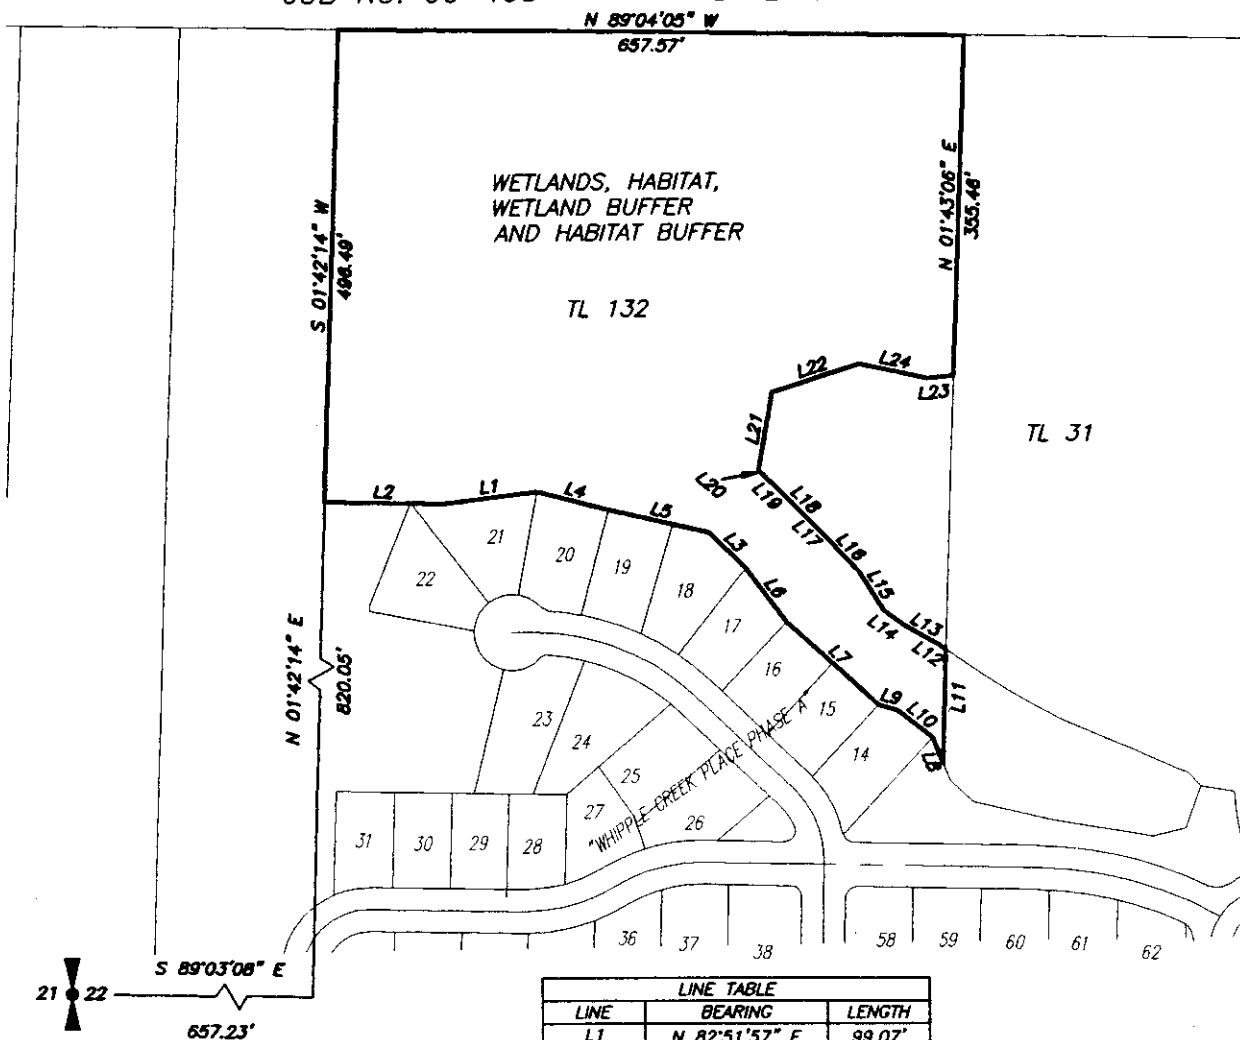 N 89°04'05" W
657.57'
WETLANDS, HABITAT,
WETLAND BUFFER
AND HABITAT BUFFER
TL 132
S 01°42'14" W
496.49'
N 01°43'06" E
355.46'
TL 31
L22
L24
L23
L21
L20
L19
L18
L17
L16
L15
L14
L13
L12
L11
L2
L1
L4
L5
L3
L6
L7
L9
L10
L8
21
20
19
18
22
17
16
15
14
23
24
25
26
27
"WHIPPLE CREEK PLACE PHASE A"
N 01°42'14" E
820.05'
31
30
29
28
36
37
38
58
59
60
61
62
21 22
S 89°03'08" E
657.23'
LINE TABLE
LINE BEARING LENGTH
L1 N 82°51'57" E 99.07'